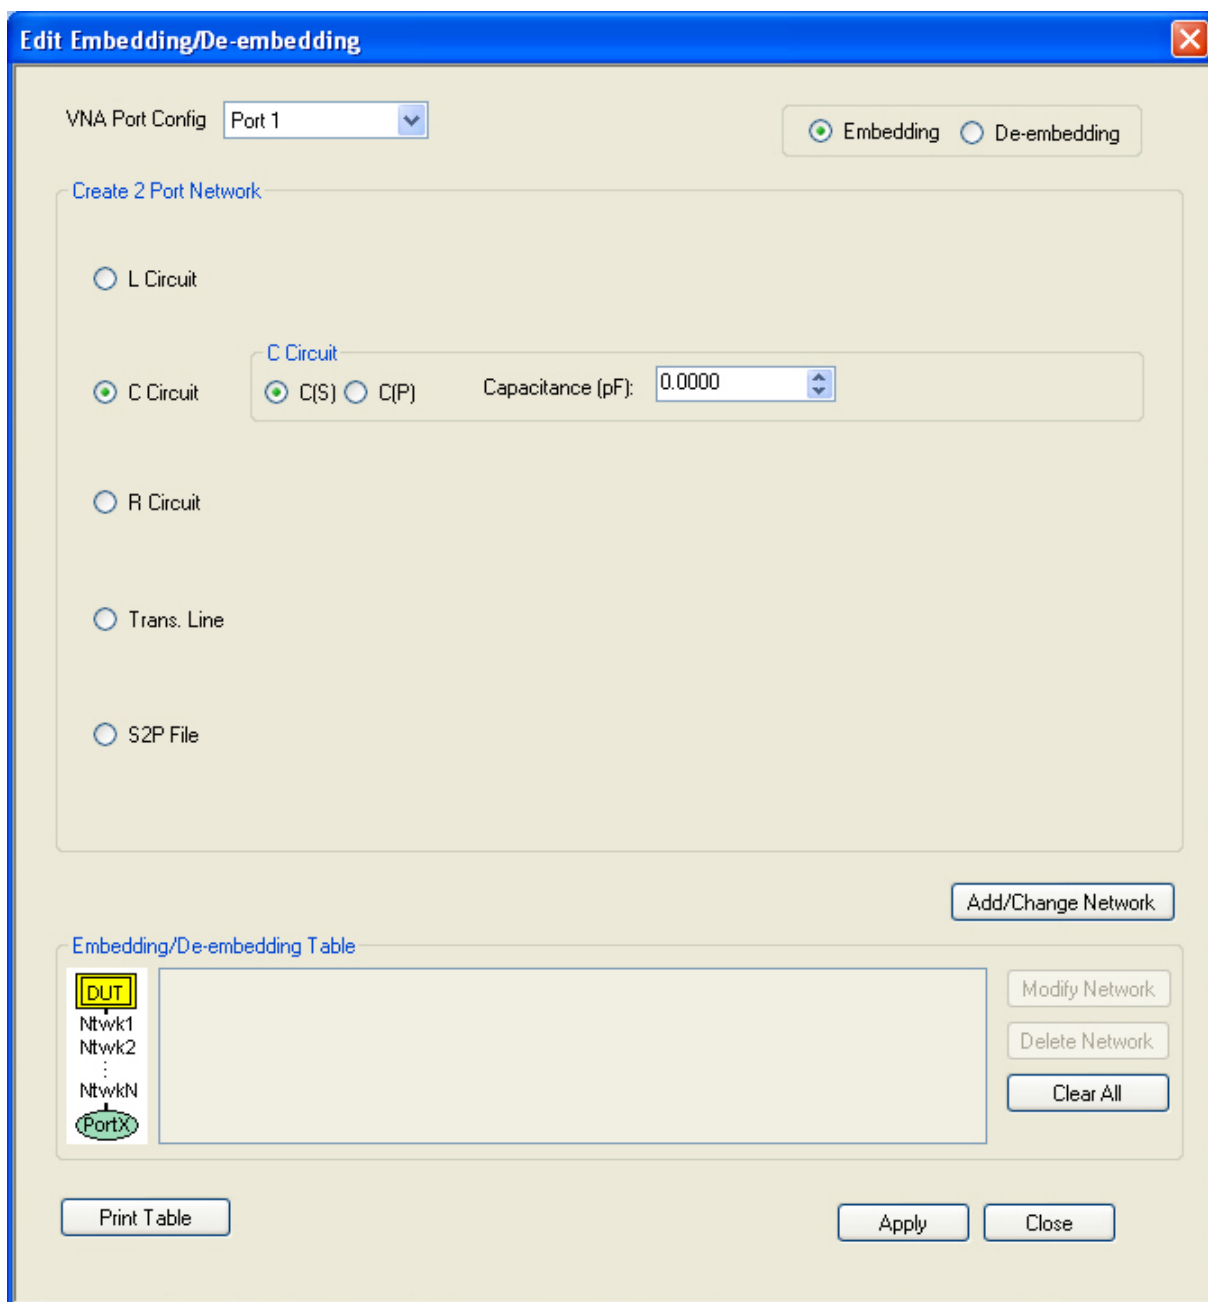 Edit Embedding/De-embedding
VNA Port Config Port 1 Embedding De-embedding
Create 2 Port Network
L Circuit
C Circuit
C Circuit C(S) C(P) Capacitance (pF): 0.0000
R Circuit
Trans. Line
S2P File
Add/Change Network
Embedding/De-embedding Table
DUT
Ntwk1
Ntwk2
⋮
NtwkN
PortX
Modify Network
Delete Network
Clear All
Print Table Apply Close